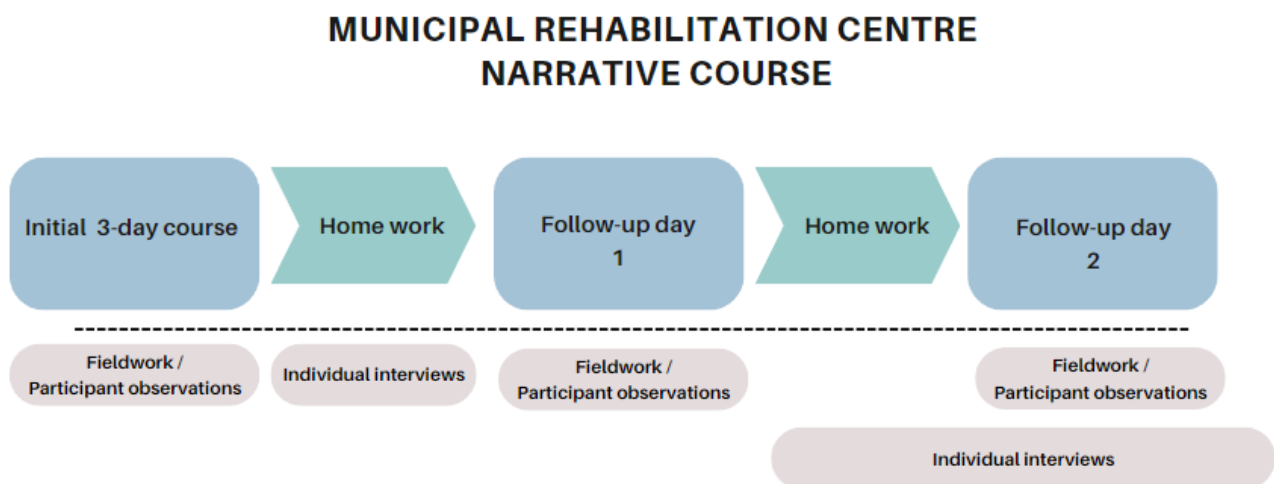 MUNICIPAL REHABILITATION CENTRE
NARRATIVE COURSE
Initial 3-day course
Home work
Follow-up day
1
Home work
Follow-up day
2
Fieldwork /
Participant observations
Individual interviews
Fieldwork /
Participant observations
Fieldwork /
Participant observations
Individual interviews